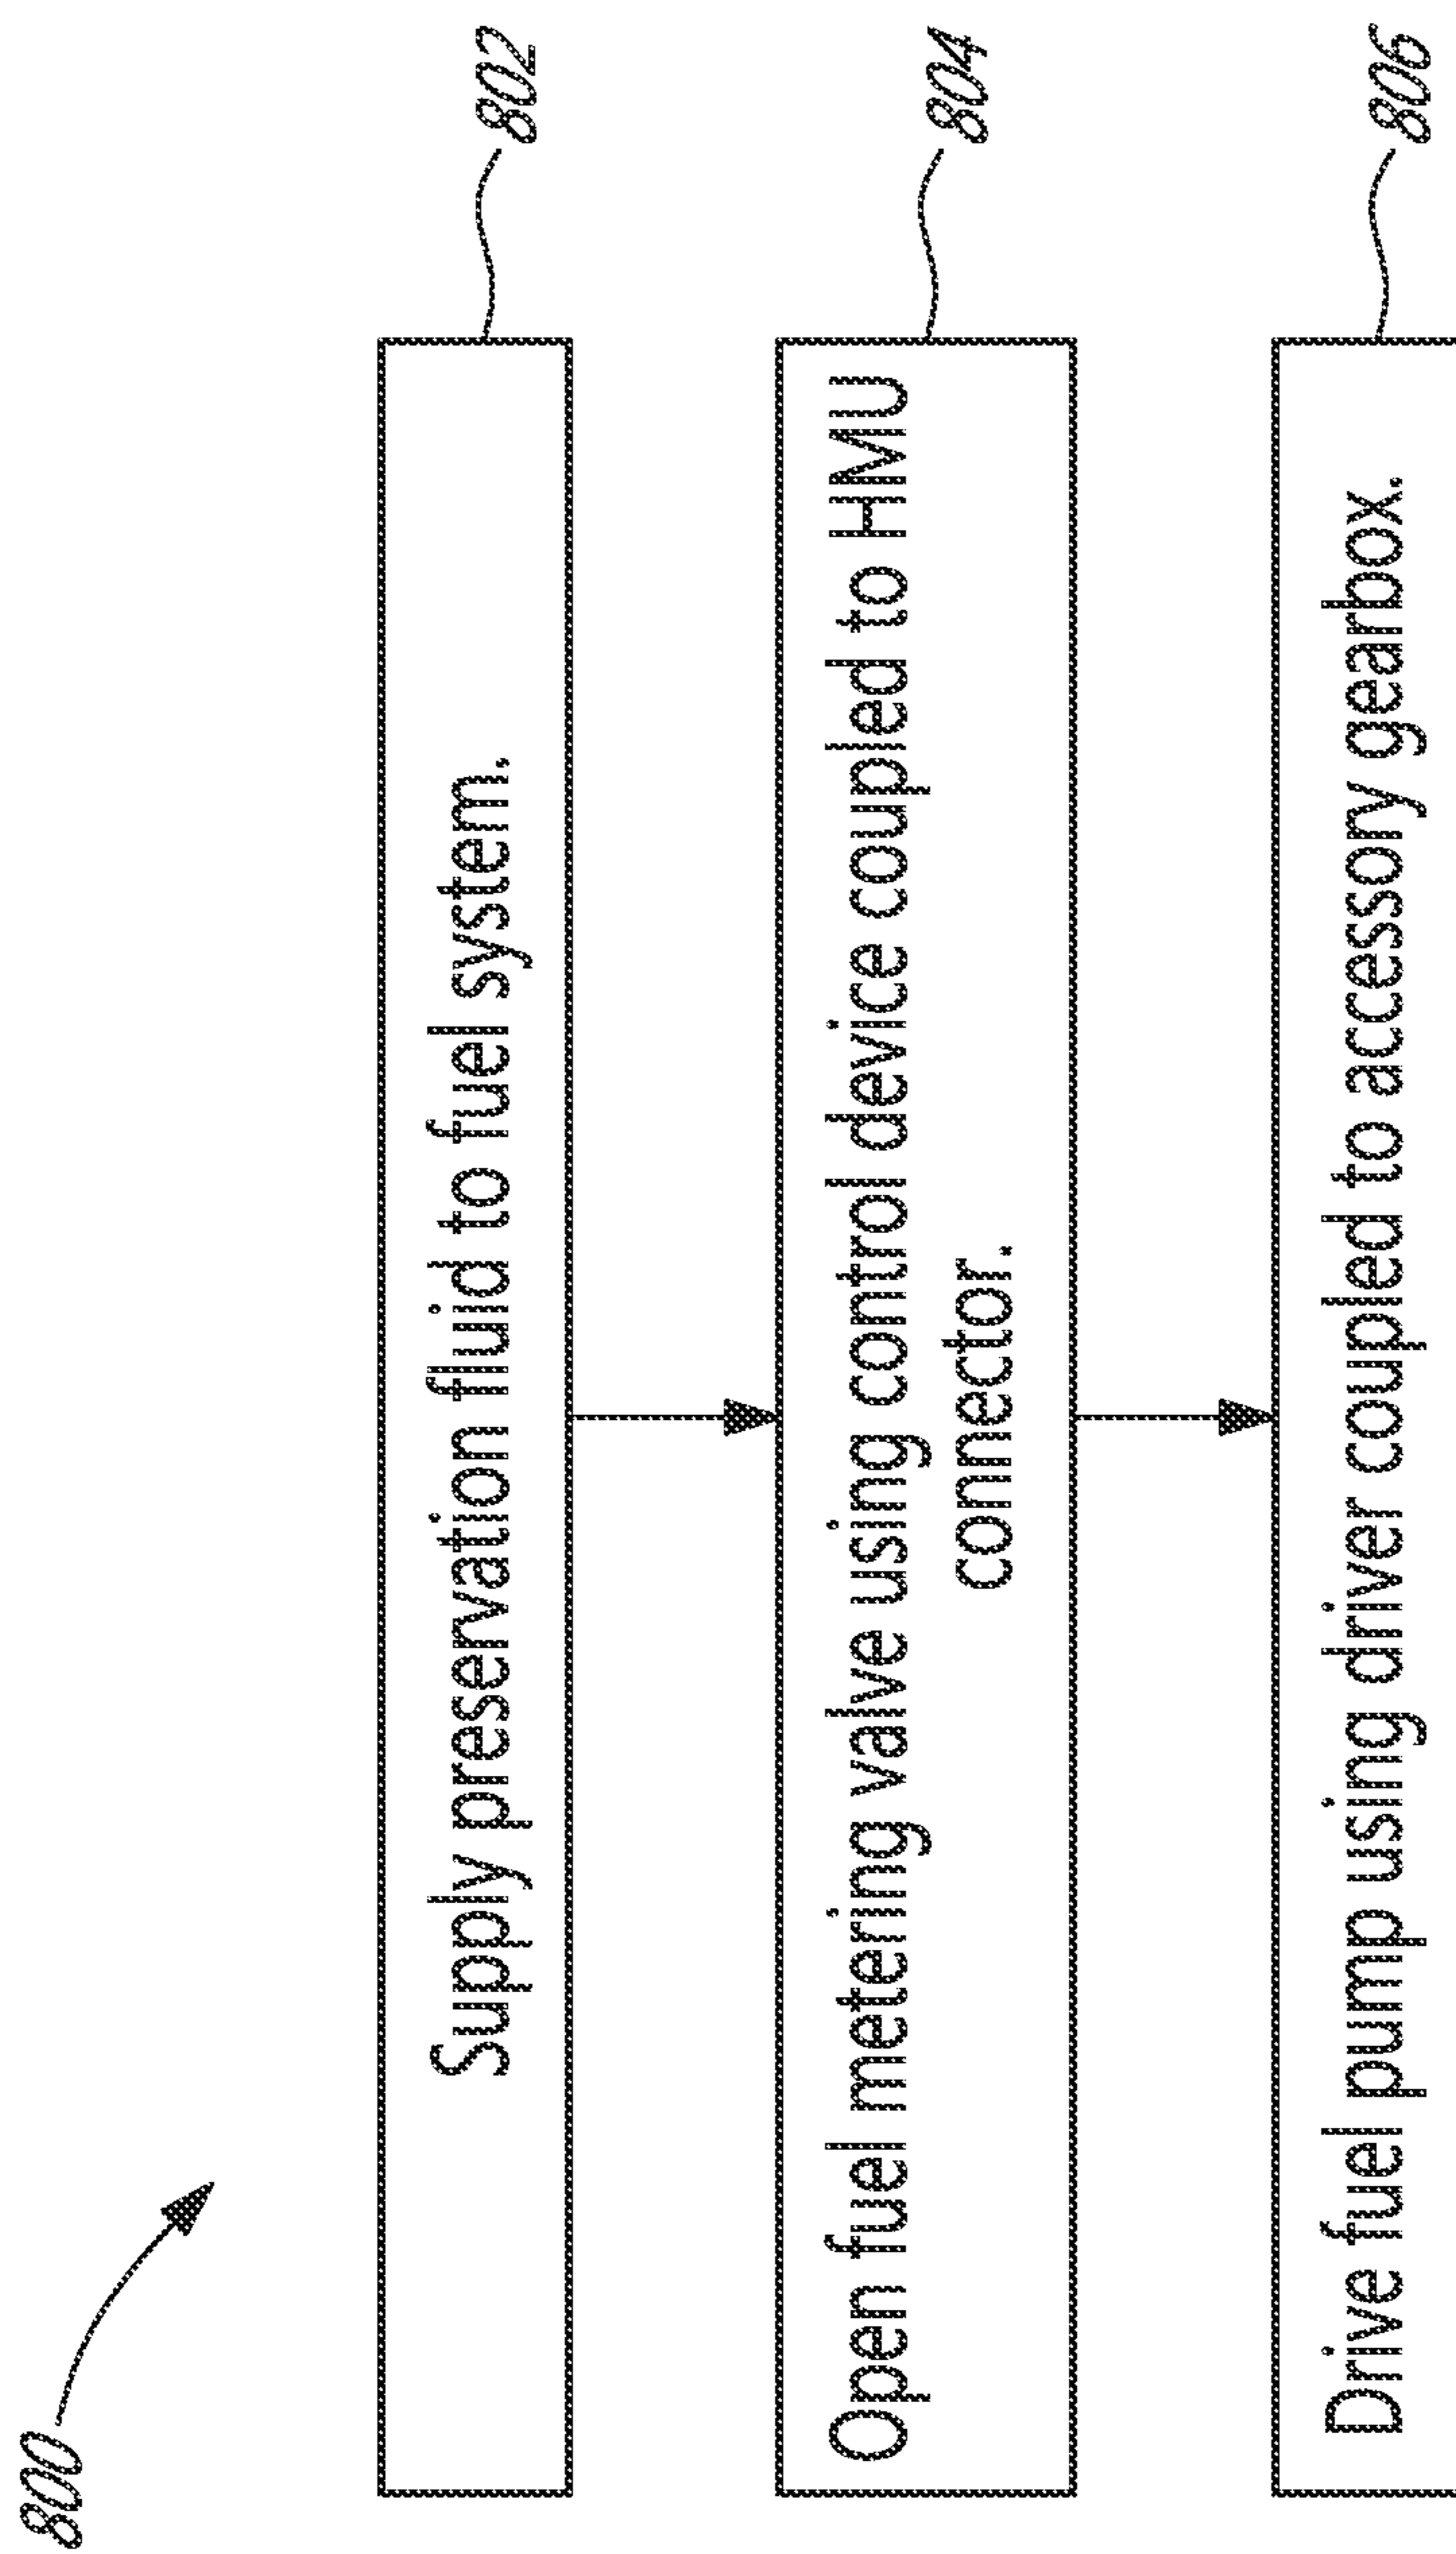 800
Supply preservation fluid to fuel system.
802
Open fuel metering valve using control device coupled to HMU
connector.
804
Drive fuel pump using driver coupled to accessory gearbox.
806